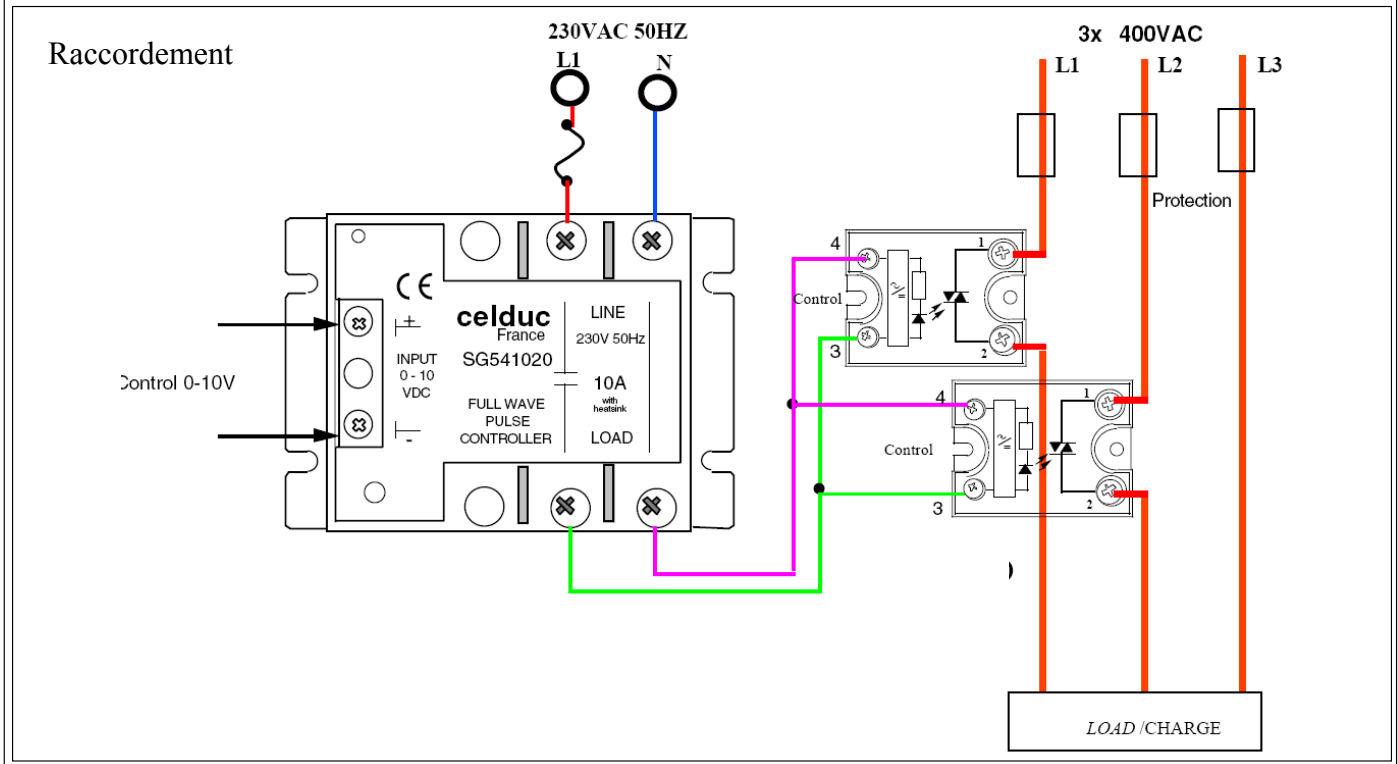 Raccordement
230VAC 50HZ
L1
N
3x 400VAC
L1
L2
L3
Protection
Control 0-10V
+
INPUT
0 - 10
VDC
-
CE
celduc
France
SG541020
FULL WAVE
PULSE
CONTROLLER
LINE
230V 50Hz
10A
with
heatsink
LOAD
4
1
Control
3
2
4
1
Control
3
2
)
LOAD /CHARGE